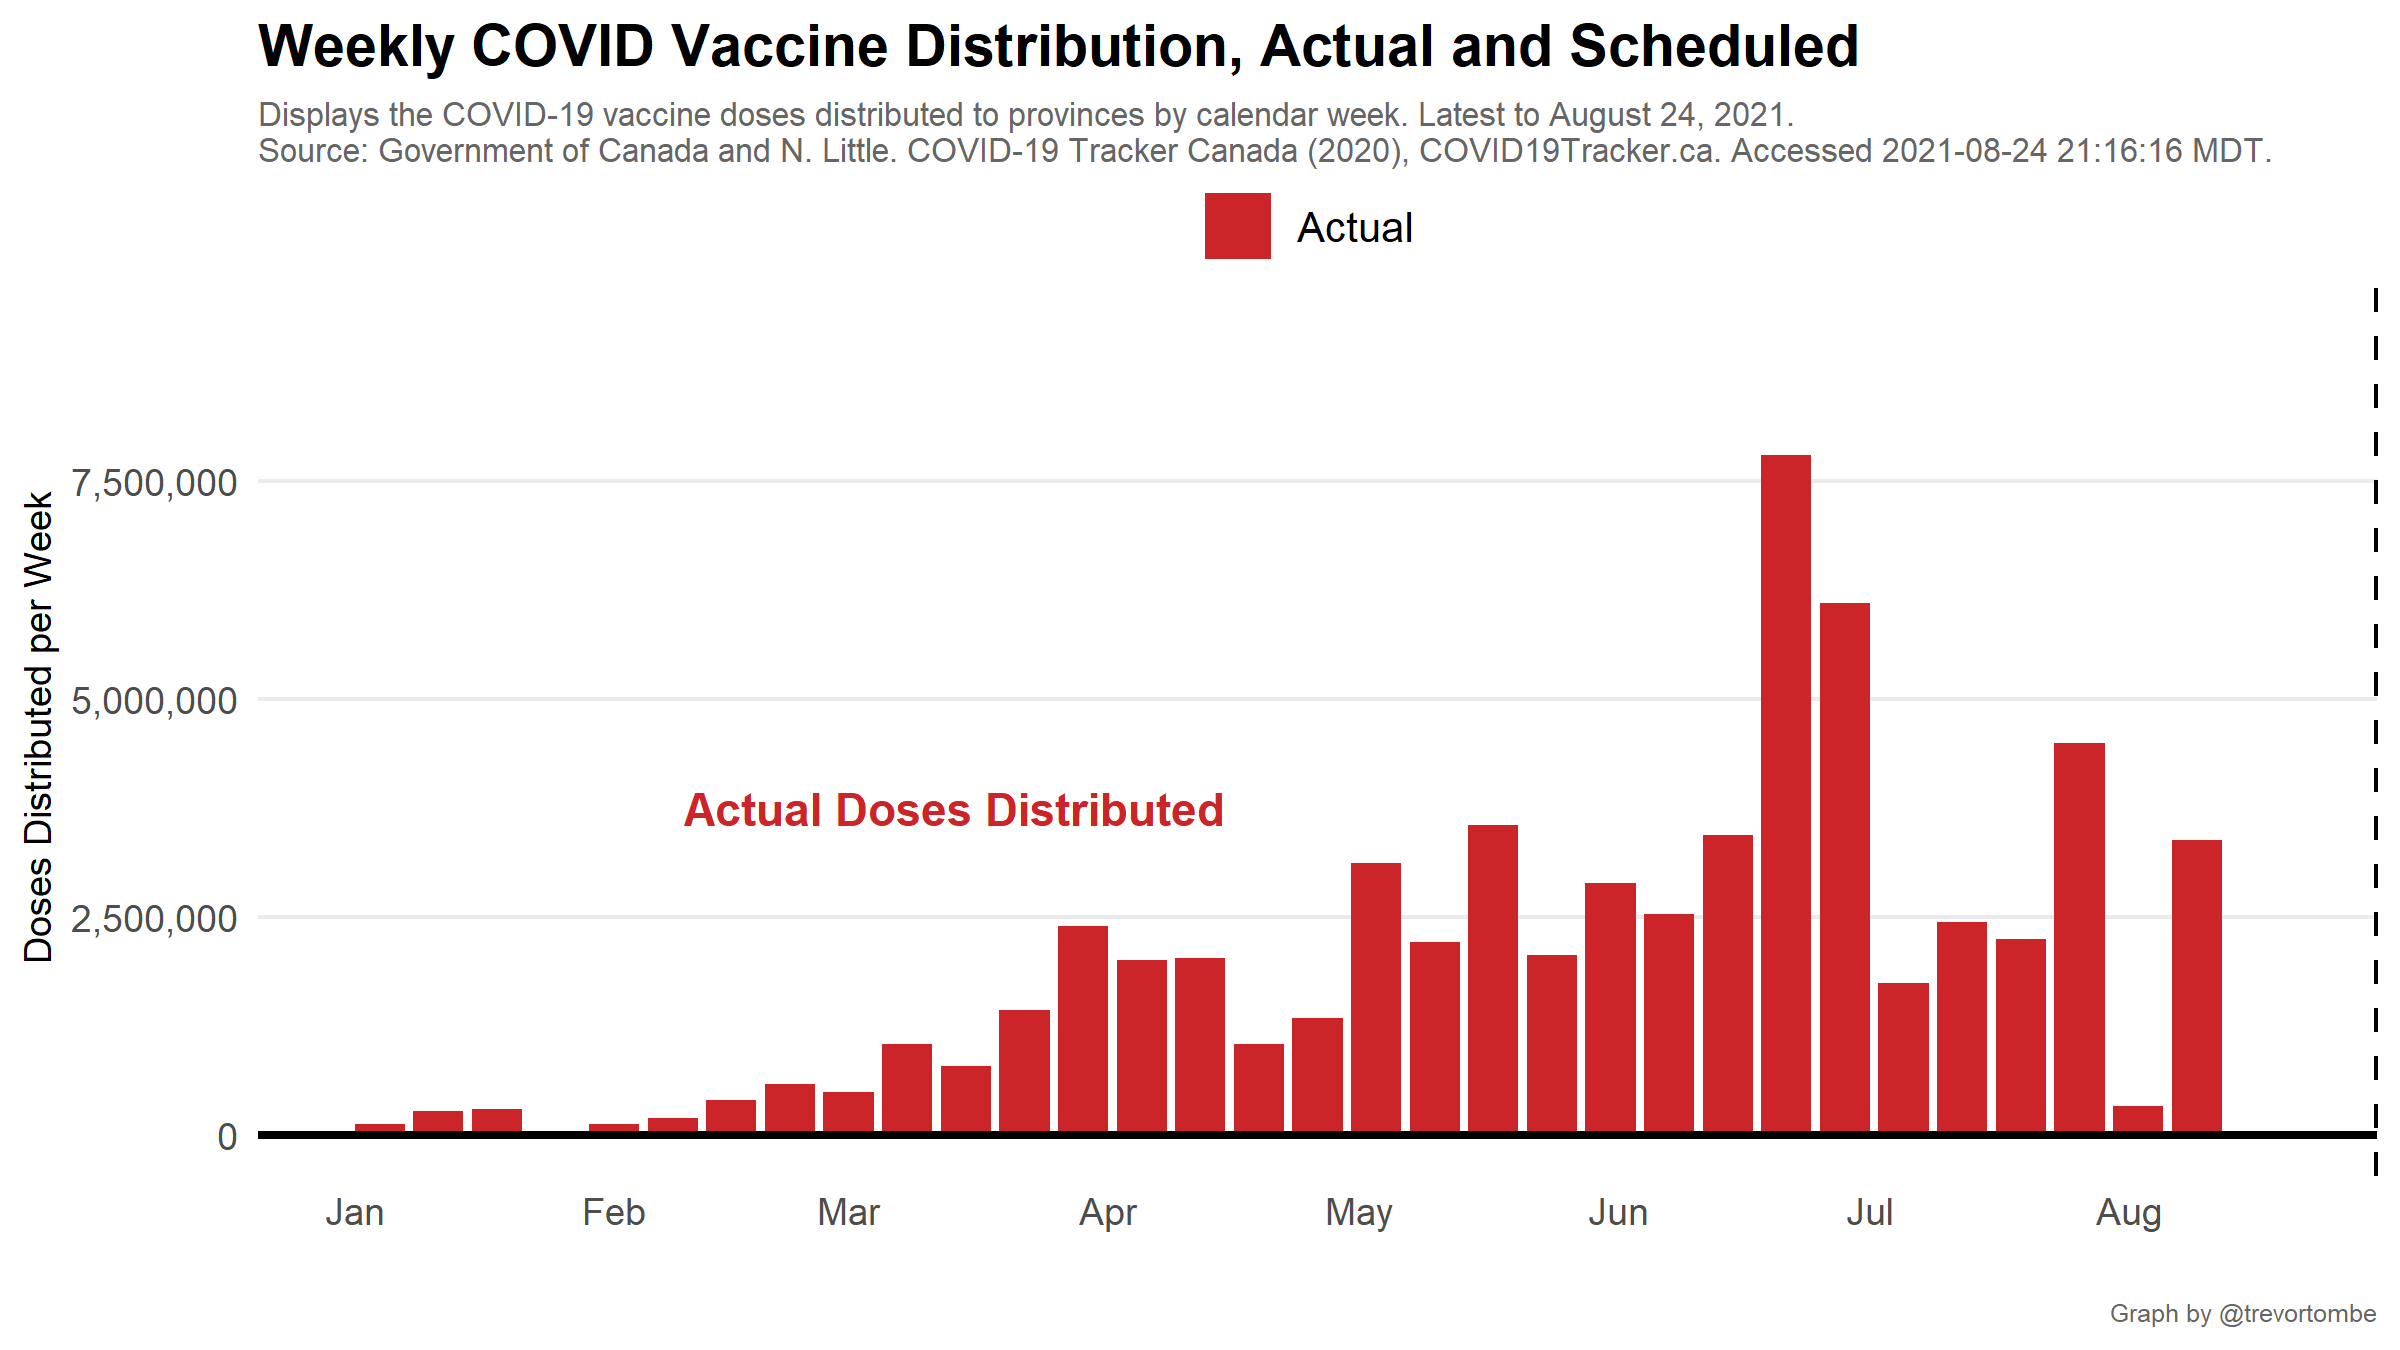 Weekly COVID Vaccine Distribution, Actual and Scheduled
Displays the COVID-19 vaccine doses distributed to provinces by calendar week. Latest to August 24, 2021.
Source: Government of Canada and N. Little. COVID-19 Tracker Canada (2020), COVID19Tracker.ca. Accessed 2021-08-24 21:16:16 MDT.
Actual
Doses Distributed per Week
7,500,000
5,000,000
2,500,000
0
Actual Doses Distributed
Jan Feb Mar Apr May Jun Jul Aug
Graph by @trevortombe